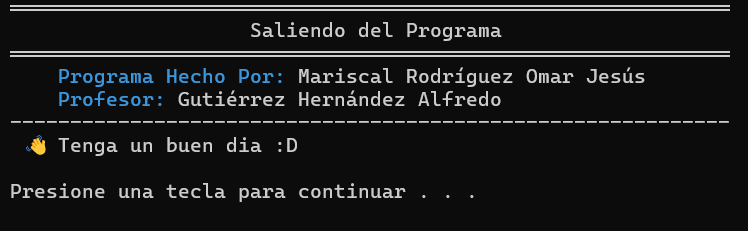 Saliendo del Programa
Programa Hecho Por: Mariscal Rodríguez Omar Jesús
Profesor: Gutiérrez Hernández Alfredo
👋 Tenga un buen dia :D
Presione una tecla para continuar . . .